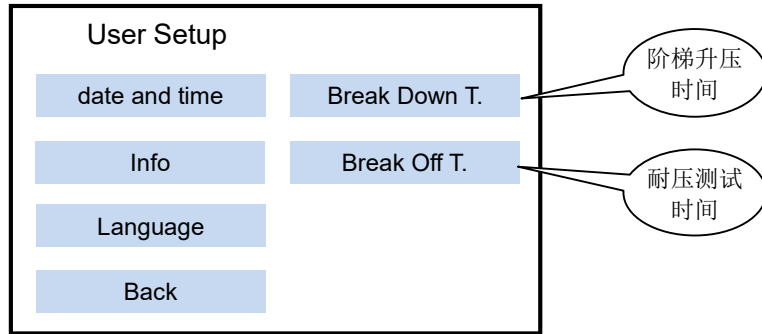 User Setup
date and time
Break Down T.
阶梯升压
时间
Info
Break Off T.
耐压测试
时间
Language
Back